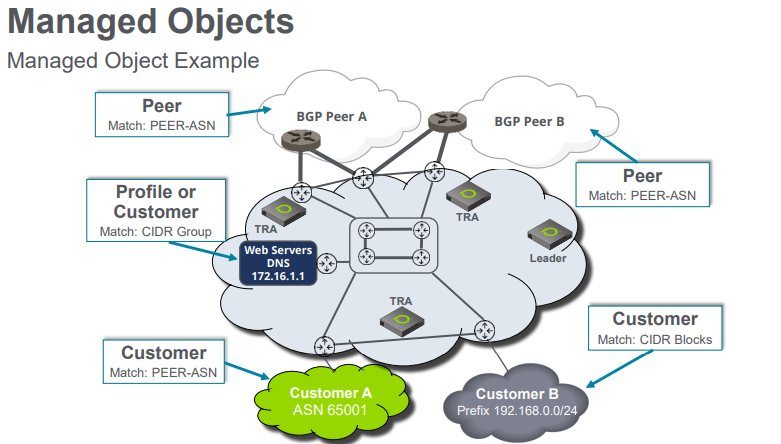 Managed Objects
Managed Object Example
Peer
Match: PEER-ASN
BGP Peer A
BGP Peer B
Peer
Match: PEER-ASN
Profile or
Customer
Match: CIDR Group
TRA
TRA
Web Servers
DNS
172.16.1.1
Leader
TRA
Customer
Match: CIDR Blocks
Customer
Match: PEER-ASN
Customer A
ASN 65001
Customer B
Prefix 192.168.0.0/24